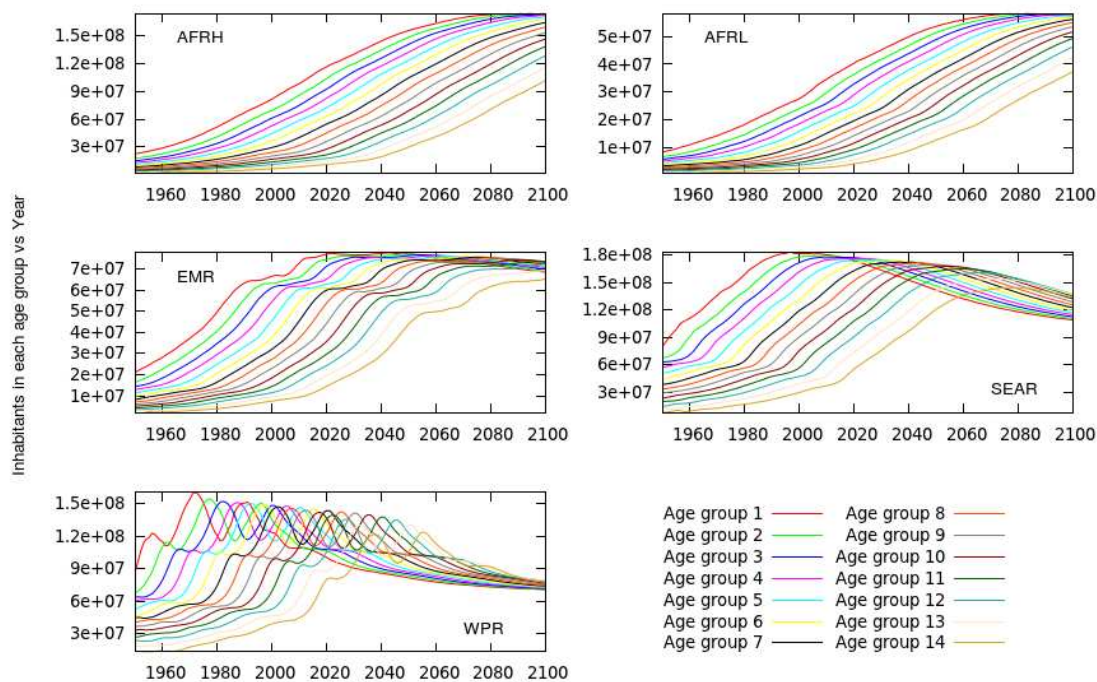 Inhabitants in each age group vs Year
AFRH
1.5e+08
1.2e+08
9e+07
6e+07
3e+07
1960 1980 2000 2020 2040 2060 2080 2100
AFRL
5e+07
4e+07
3e+07
2e+07
1e+07
1960 1980 2000 2020 2040 2060 2080 2100
EMR
7e+07
6e+07
5e+07
4e+07
3e+07
2e+07
1e+07
1960 1980 2000 2020 2040 2060 2080 2100
1.8e+08
1.5e+08
1.2e+08
9e+07
6e+07
3e+07
SEAR
1960 1980 2000 2020 2040 2060 2080 2100
1.5e+08
1.2e+08
9e+07
6e+07
3e+07
WPR
1960 1980 2000 2020 2040 2060 2080 2100
Age group 1
Age group 2
Age group 3
Age group 4
Age group 5
Age group 6
Age group 7
Age group 8
Age group 9
Age group 10
Age group 11
Age group 12
Age group 13
Age group 14